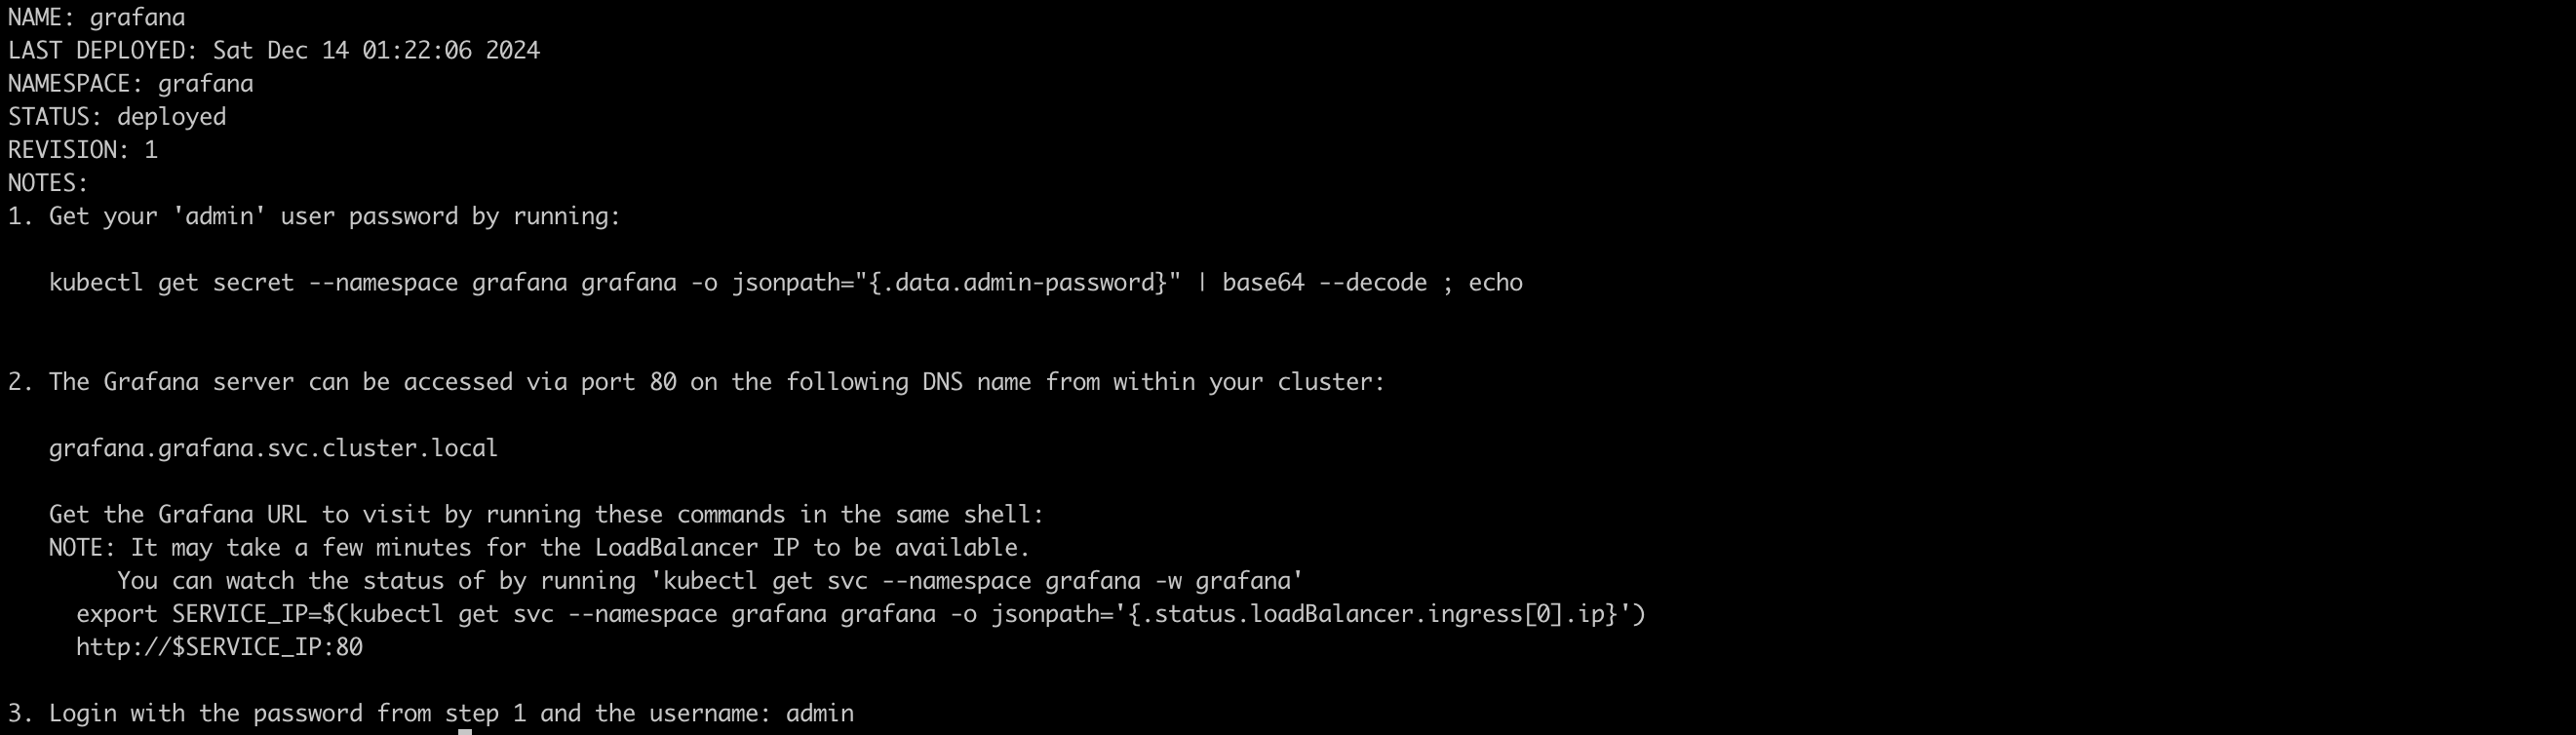 NAME: grafana
LAST DEPLOYED: Sat Dec 14 01:22:06 2024
NAMESPACE: grafana
STATUS: deployed
REVISION: 1
NOTES:
1. Get your 'admin' user password by running:
kubectl get secret --namespace grafana grafana -o jsonpath="{.data.admin-password}" | base64 --decode ; echo
2. The Grafana server can be accessed via port 80 on the following DNS name from within your cluster:
grafana.grafana.svc.cluster.local
Get the Grafana URL to visit by running these commands in the same shell:
NOTE: It may take a few minutes for the LoadBalancer IP to be available.
You can watch the status of by running 'kubectl get svc --namespace grafana -w grafana'
export SERVICE_IP=$(kubectl get svc --namespace grafana grafana -o jsonpath='{.status.loadBalancer.ingress[0].ip}')
http://$SERVICE_IP:80
3. Login with the password from step 1 and the username: admin